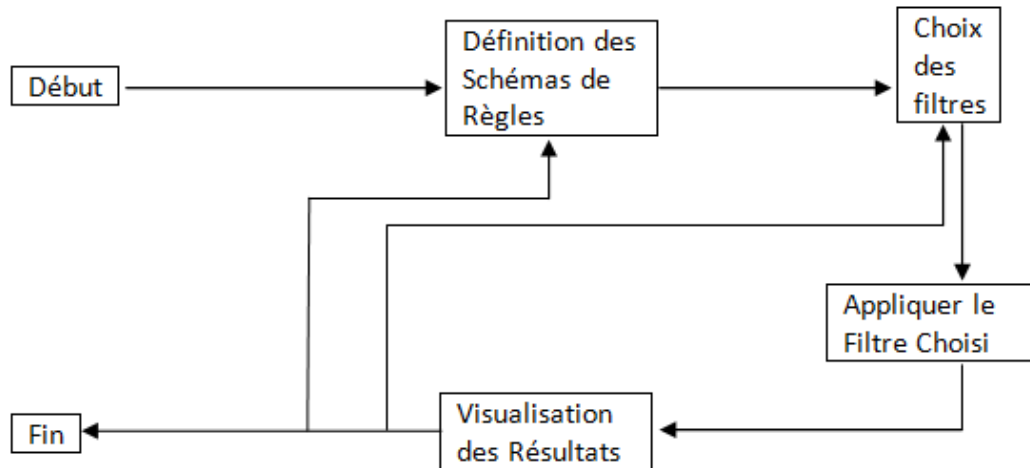 Début
Définition des
Schémas de
Règles
Choix
des
filtres
Appliquer le
Filtre Choisi
Visualisation
des Résultats
Fin